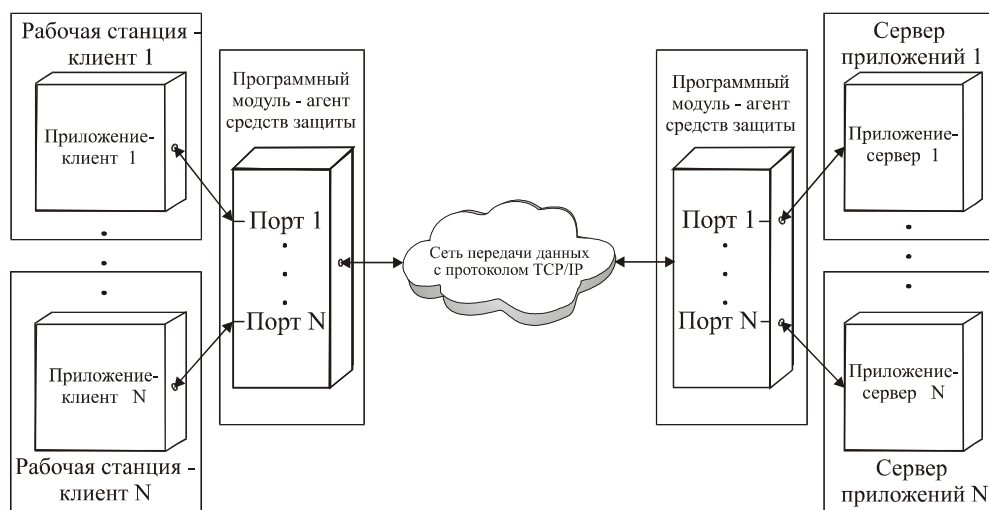 Рабочая станция -
клиент 1
Приложение-
клиент 1
Приложение-
клиент N
Рабочая станция -
клиент N
Программный
модуль - агент
средств защиты
Порт 1
Порт N
Сеть передачи данных
с протоколом TCP/IP
Программный
модуль - агент
средств защиты
Порт 1
Порт N
Сервер
приложений 1
Приложение-
сервер 1
Приложение-
сервер N
Сервер
приложений N